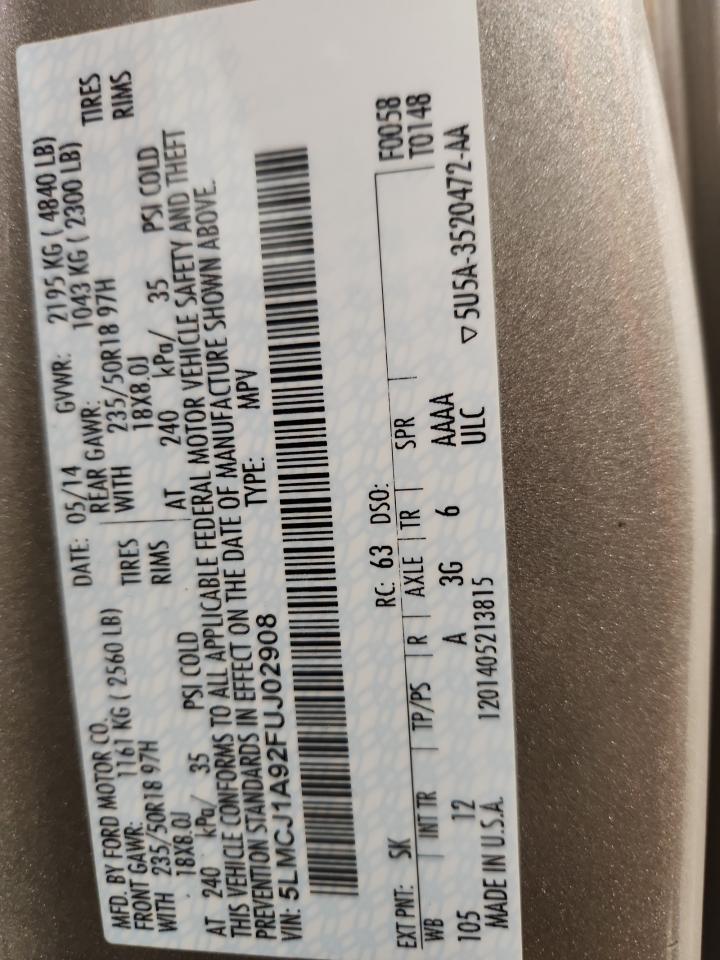 MFD. BY FORD MOTOR CO. DATE: 05/14 GVWR: 2195 KG ( 4840 LB)
FRONT GAWR: 1161 KG ( 2560 LB) REAR GAWR: 1043 KG ( 2300 LB)
WITH 235/50R18 97H TIRES WITH 235/50R18 97H TIRES
18X8.0J RIMS 18X8.0J RIMS
AT 240 kPa/ 35 PSI COLD AT 240 kPa/ 35 PSI COLD
THIS VEHICLE CONFORMS TO ALL APPLICABLE FEDERAL MOTOR VEHICLE SAFETY AND THEFT
PREVENTION STANDARDS IN EFFECT ON THE DATE OF MANUFACTURE SHOWN ABOVE.
VIN: 5LMCJ1A92FUJ02908 TYPE: MPV
F0058
T0148
EXT PNT: SK RC: 63 DSO:
WB INT TR TP/PS R AXLE TR SPR
105 12 A 3G 6 AAAA
ULC
MADE IN U.S.A. 1201405213815
▽ 5U5A-3520472-AA